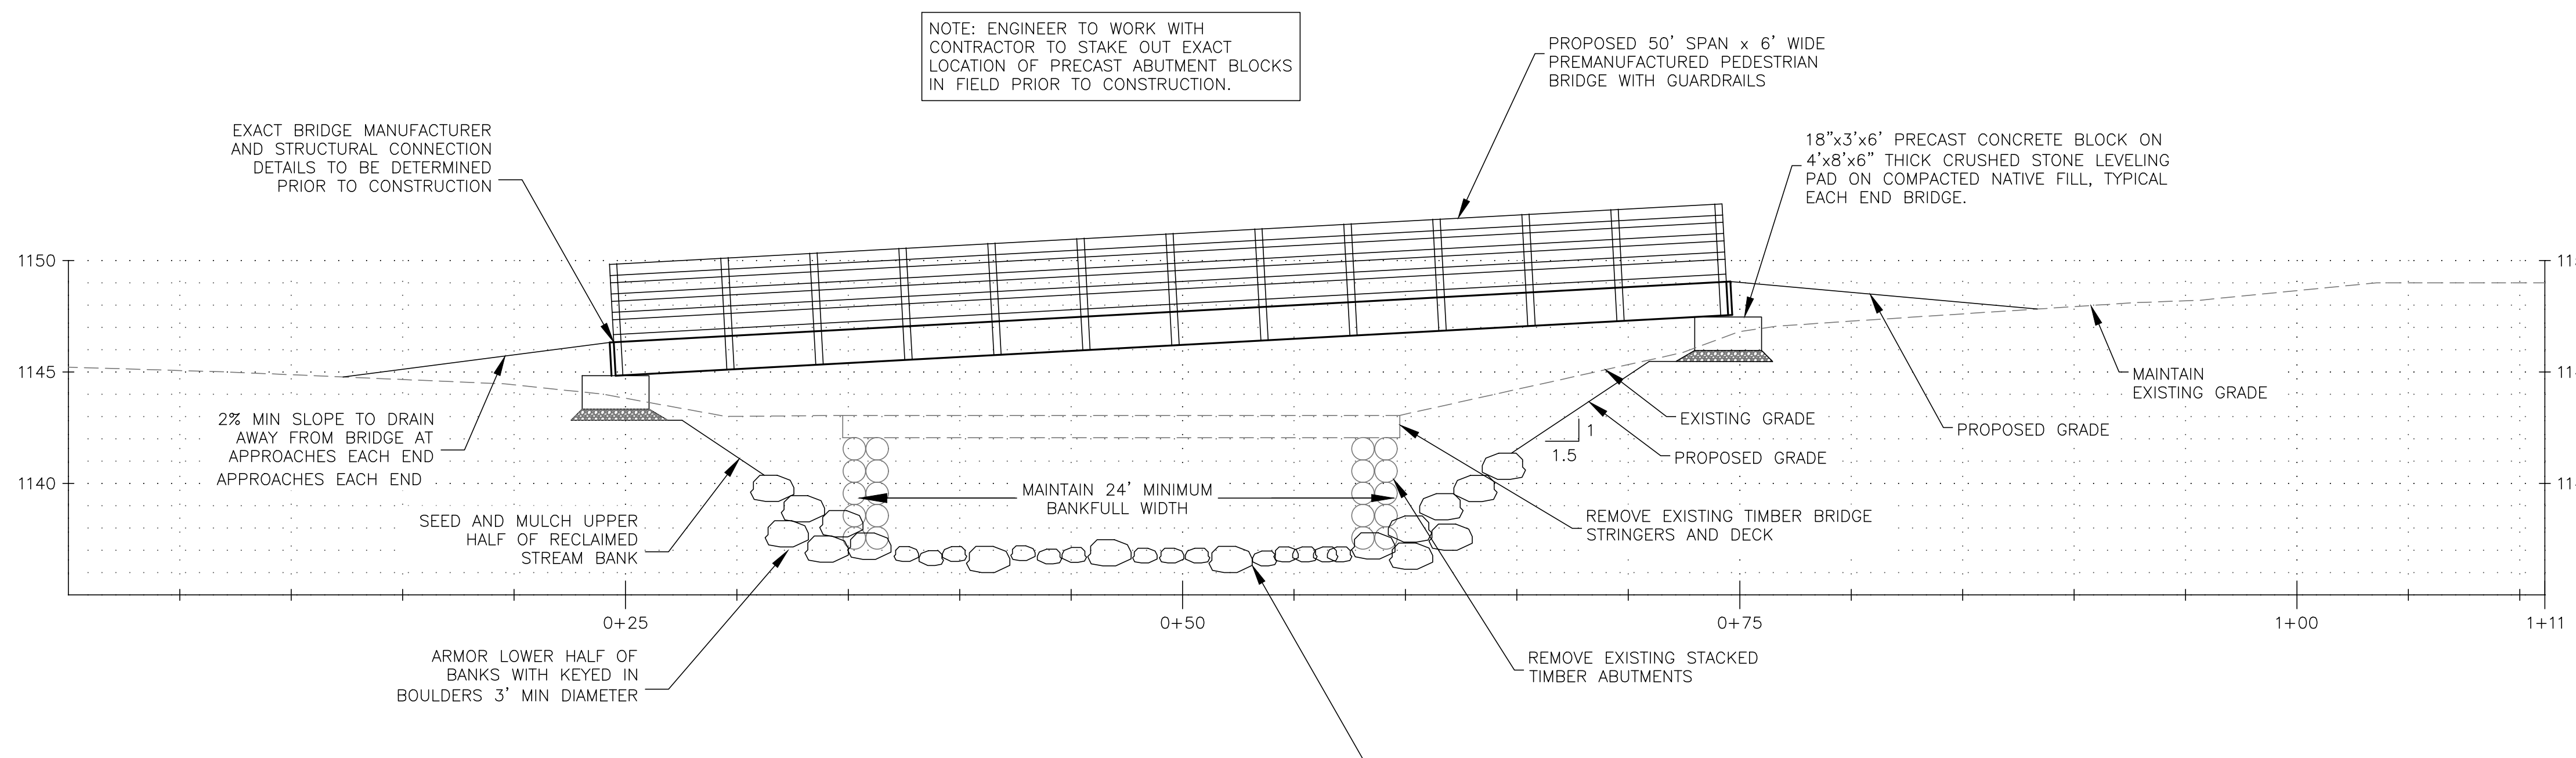 NOTE: ENGINEER TO WORK WITH
CONTRACTOR TO STAKE OUT EXACT
LOCATION OF PRECAST ABUTMENT BLOCKS
IN FIELD PRIOR TO CONSTRUCTION.
PROPOSED 50' SPAN x 6' WIDE
PREMANUFACTURED PEDESTRIAN
BRIDGE WITH GUARDRAILS
EXACT BRIDGE MANUFACTURER
AND STRUCTURAL CONNECTION
DETAILS TO BE DETERMINED
PRIOR TO CONSTRUCTION
18"x3'x6' PRECAST CONCRETE BLOCK ON
4'x8'x6" THICK CRUSHED STONE LEVELING
PAD ON COMPACTED NATIVE FILL, TYPICAL
EACH END BRIDGE.
1150
1145
1140
2% MIN SLOPE TO DRAIN
AWAY FROM BRIDGE AT
APPROACHES EACH END
APPROACHES EACH END
MAINTAIN
EXISTING GRADE
EXISTING GRADE
PROPOSED GRADE
PROPOSED GRADE
1
1.5
MAINTAIN 24' MINIMUM
BANKFULL WIDTH
SEED AND MULCH UPPER
HALF OF RECLAIMED
STREAM BANK
REMOVE EXISTING TIMBER BRIDGE
STRINGERS AND DECK
0+25
0+50
0+75
1+00
1+11
ARMOR LOWER HALF OF
BANKS WITH KEYED IN
BOULDERS 3' MIN DIAMETER
REMOVE EXISTING STACKED
TIMBER ABUTMENTS